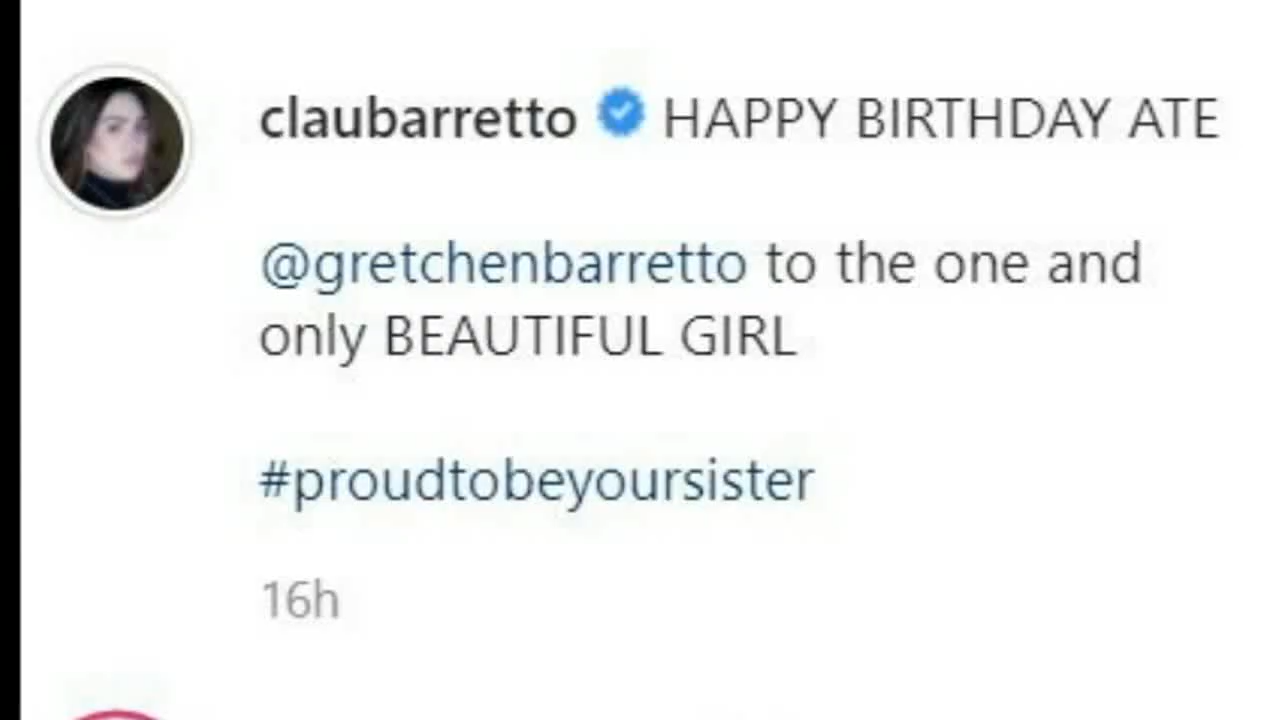 claubarretto HAPPY BIRTHDAY ATE
@gretchenbarretto to the one and
only BEAUTIFUL GIRL
#proudtobeyoursister
16h